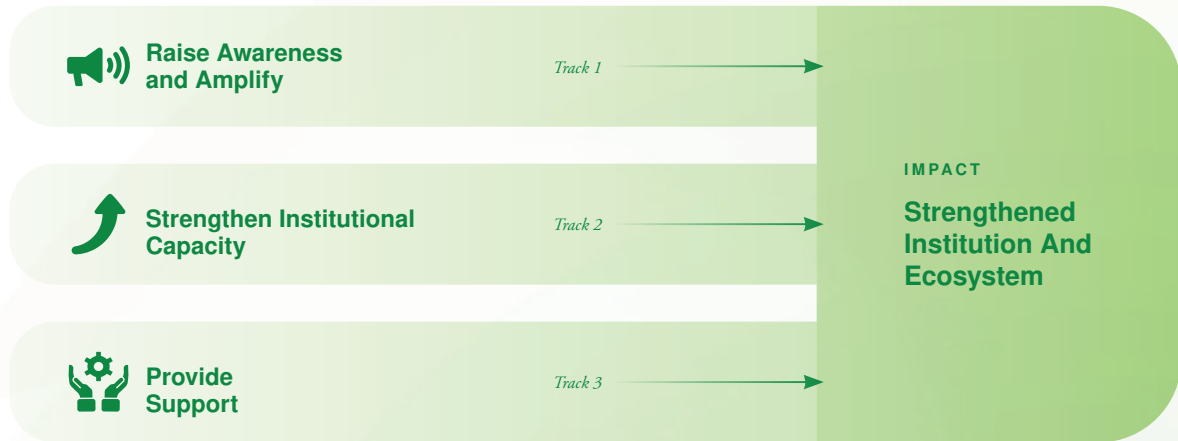 Raise Awareness
and Amplify
Track 1
Strengthen Institutional
Capacity
Track 2
Provide
Support
Track 3
IMPACT
Strengthened
Institution And
Ecosystem